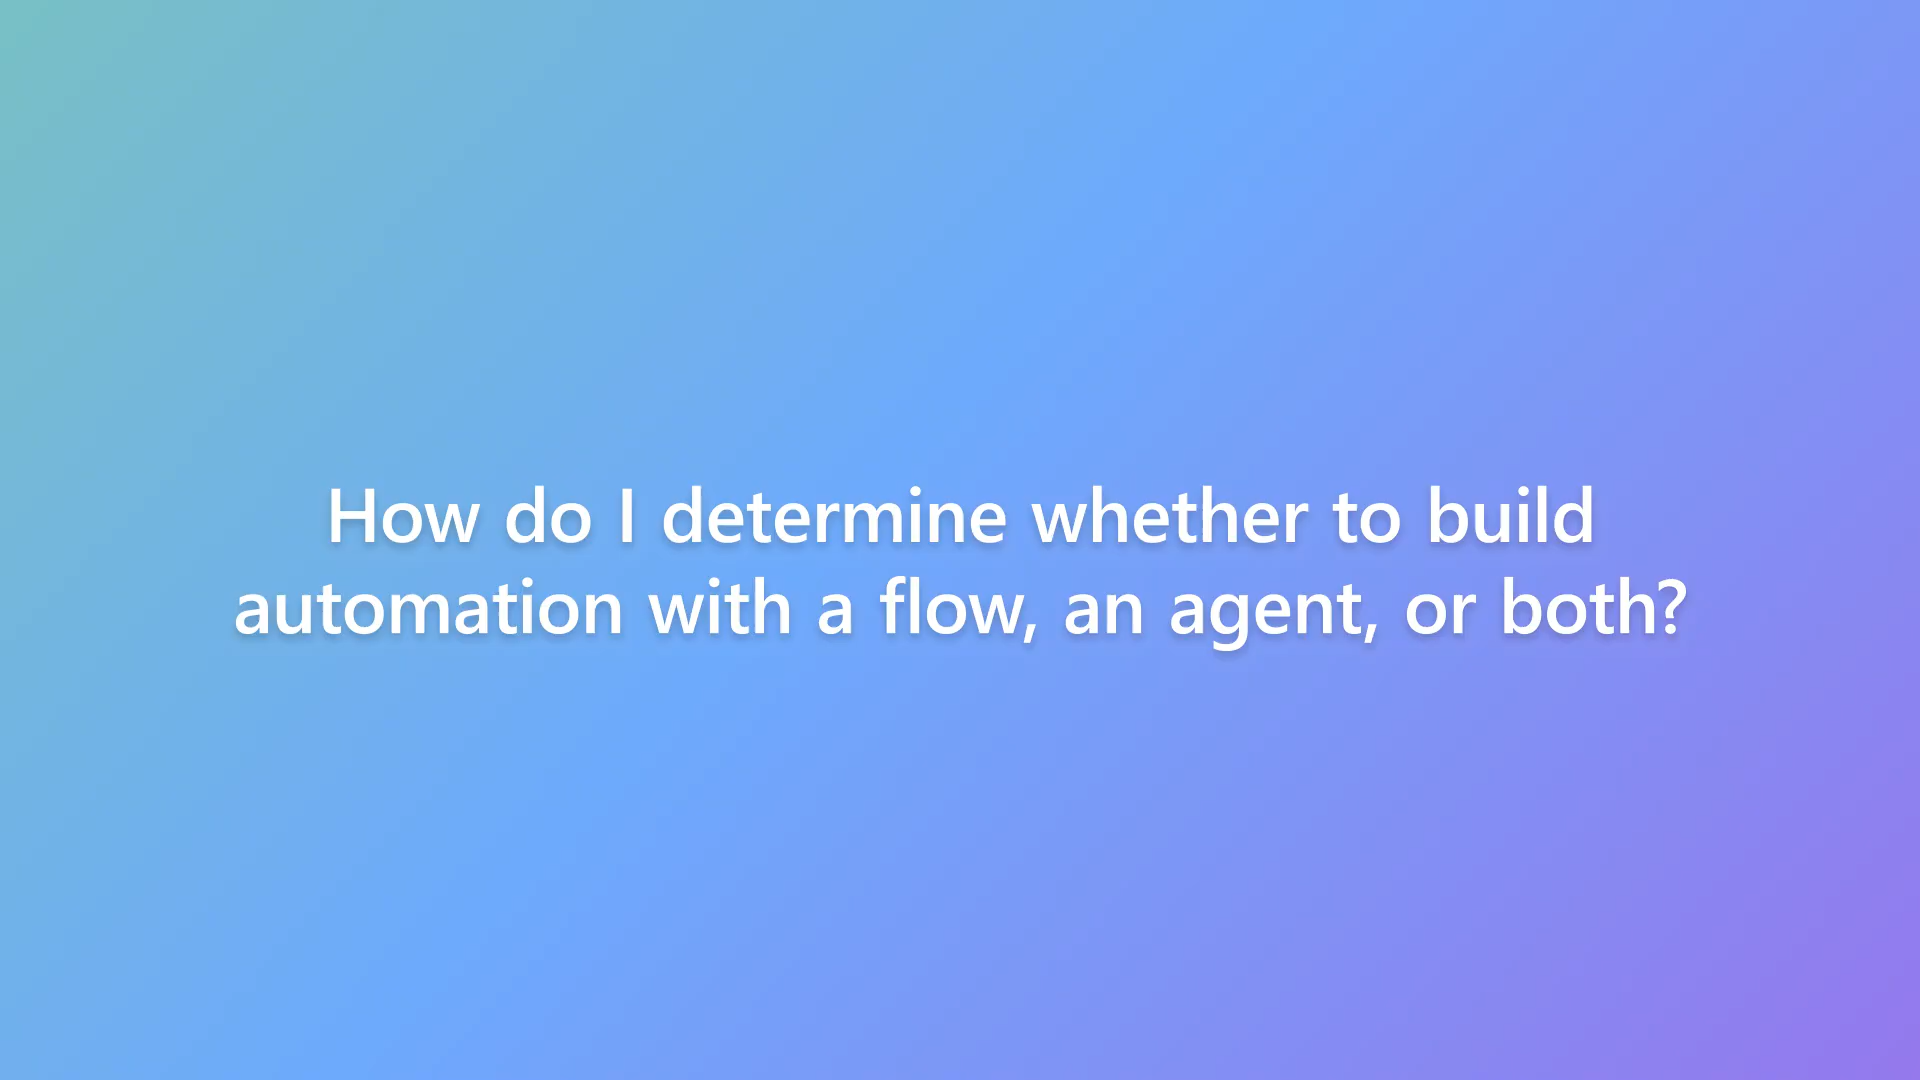 How do I determine whether to build
automation with a flow, an agent, or both?